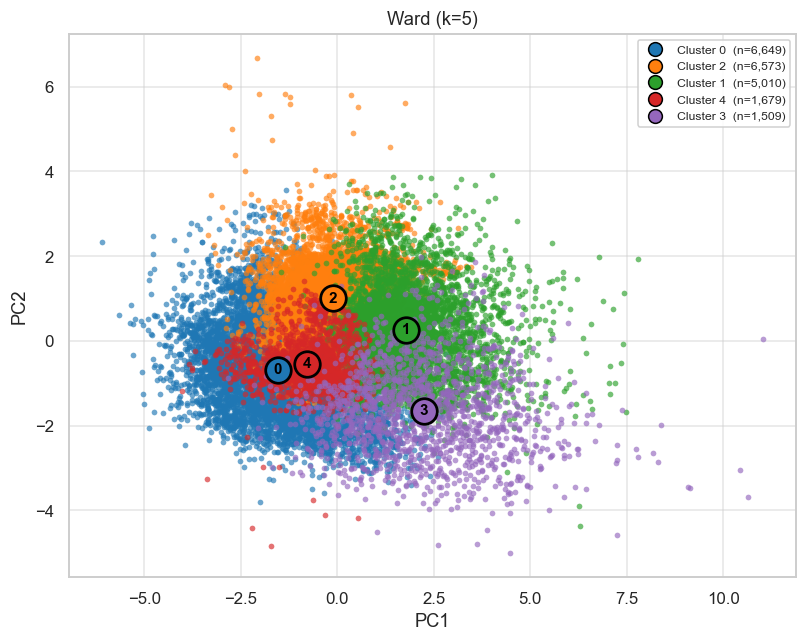 Ward (k=5)
Cluster 0 (n=6,649)
Cluster 2 (n=6,573)
Cluster 1 (n=5,010)
Cluster 4 (n=1,679)
Cluster 3 (n=1,509)
6
4
2
0
−2
−4
PC2
2
1
0
4
3
−5.0
−2.5
0.0
2.5
5.0
7.5
10.0
PC1